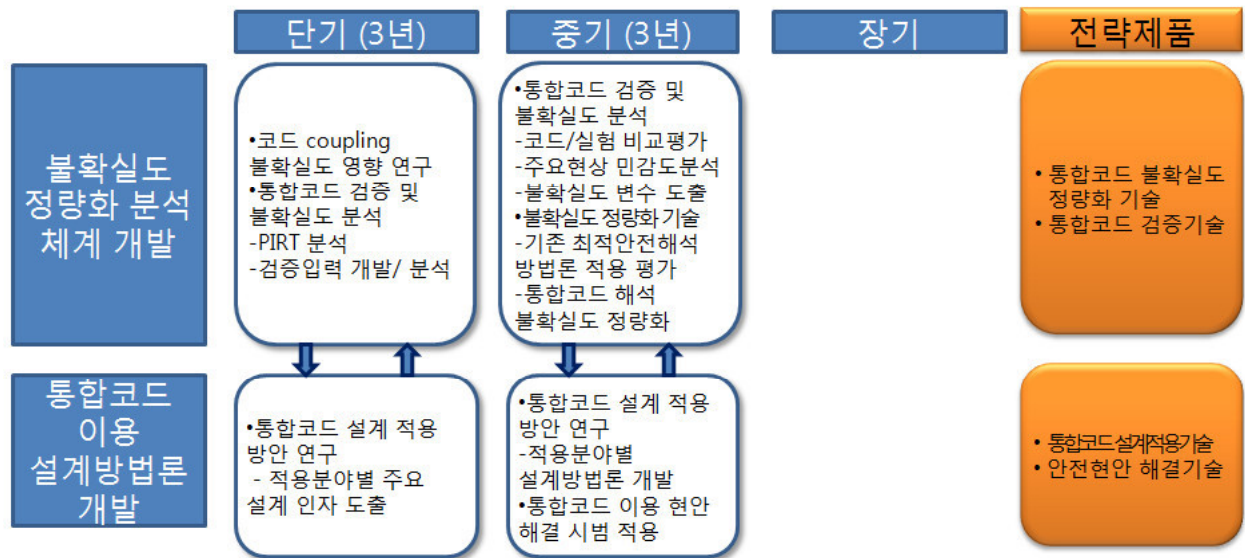 단기 (3년)
중기 (3년)
장기
전략제품
불확실도
정량화 분석
체계 개발
•코드 coupling
불확실도 영향 연구
•통합코드 검증 및
불확실도 분석
-PIRT 분석
-검증입력 개발/ 분석
•통합코드 검증 및
불확실도 분석
-코드/실험 비교평가
-주요현상 민감도분석
-불확실도 변수 도출
•불확실도 정량화 기술
-기존 최적안전해석
방법론 적용 평가
-통합코드 해석
불확실도 정량화
• 통합코드 불확실도
정량화 기술
• 통합코드 검증기술
통합코드
이용
설계방법론
개발
•통합코드 설계 적용
방안 연구
- 적용분야별 주요
설계 인자 도출
•통합코드 설계 적용
방안 연구
-적용분야별
설계방법론 개발
•통합코드 이용 현안
해결 시범 적용
• 통합코드 설계적용기술
• 안전현안 해결기술